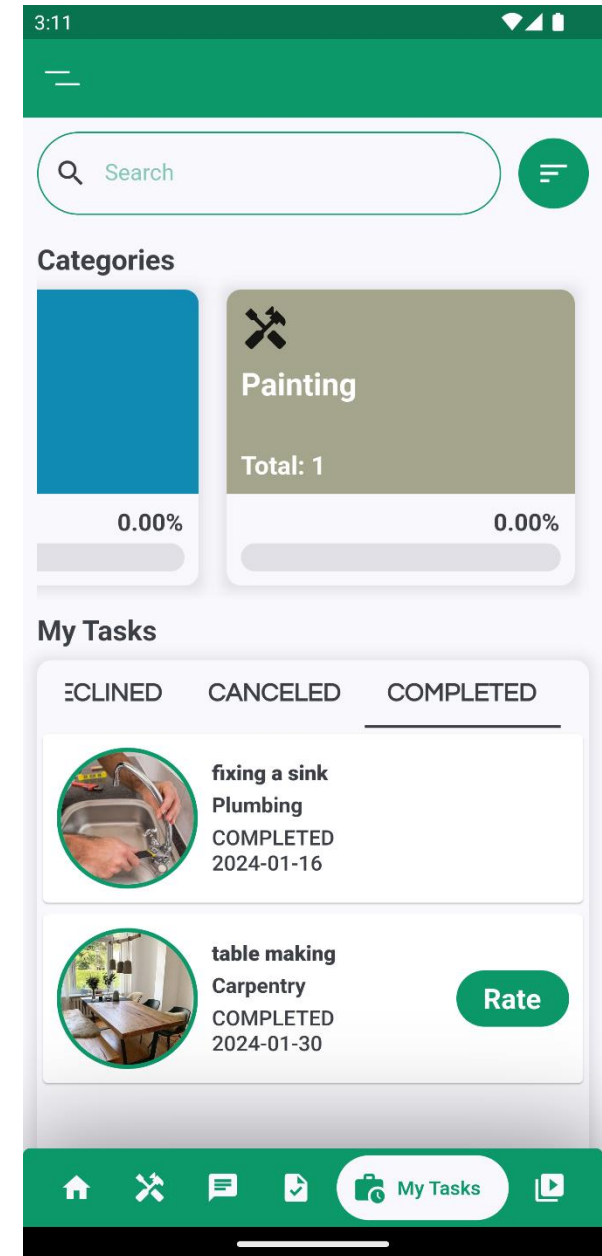 3:11
Search
Categories
Painting
Total: 1
0.00%
0.00%
My Tasks
ECLINED
CANCELED
COMPLETED
fixing a sink
Plumbing
COMPLETED
2024-01-16
table making
Carpentry
COMPLETED
2024-01-30
Rate
My Tasks